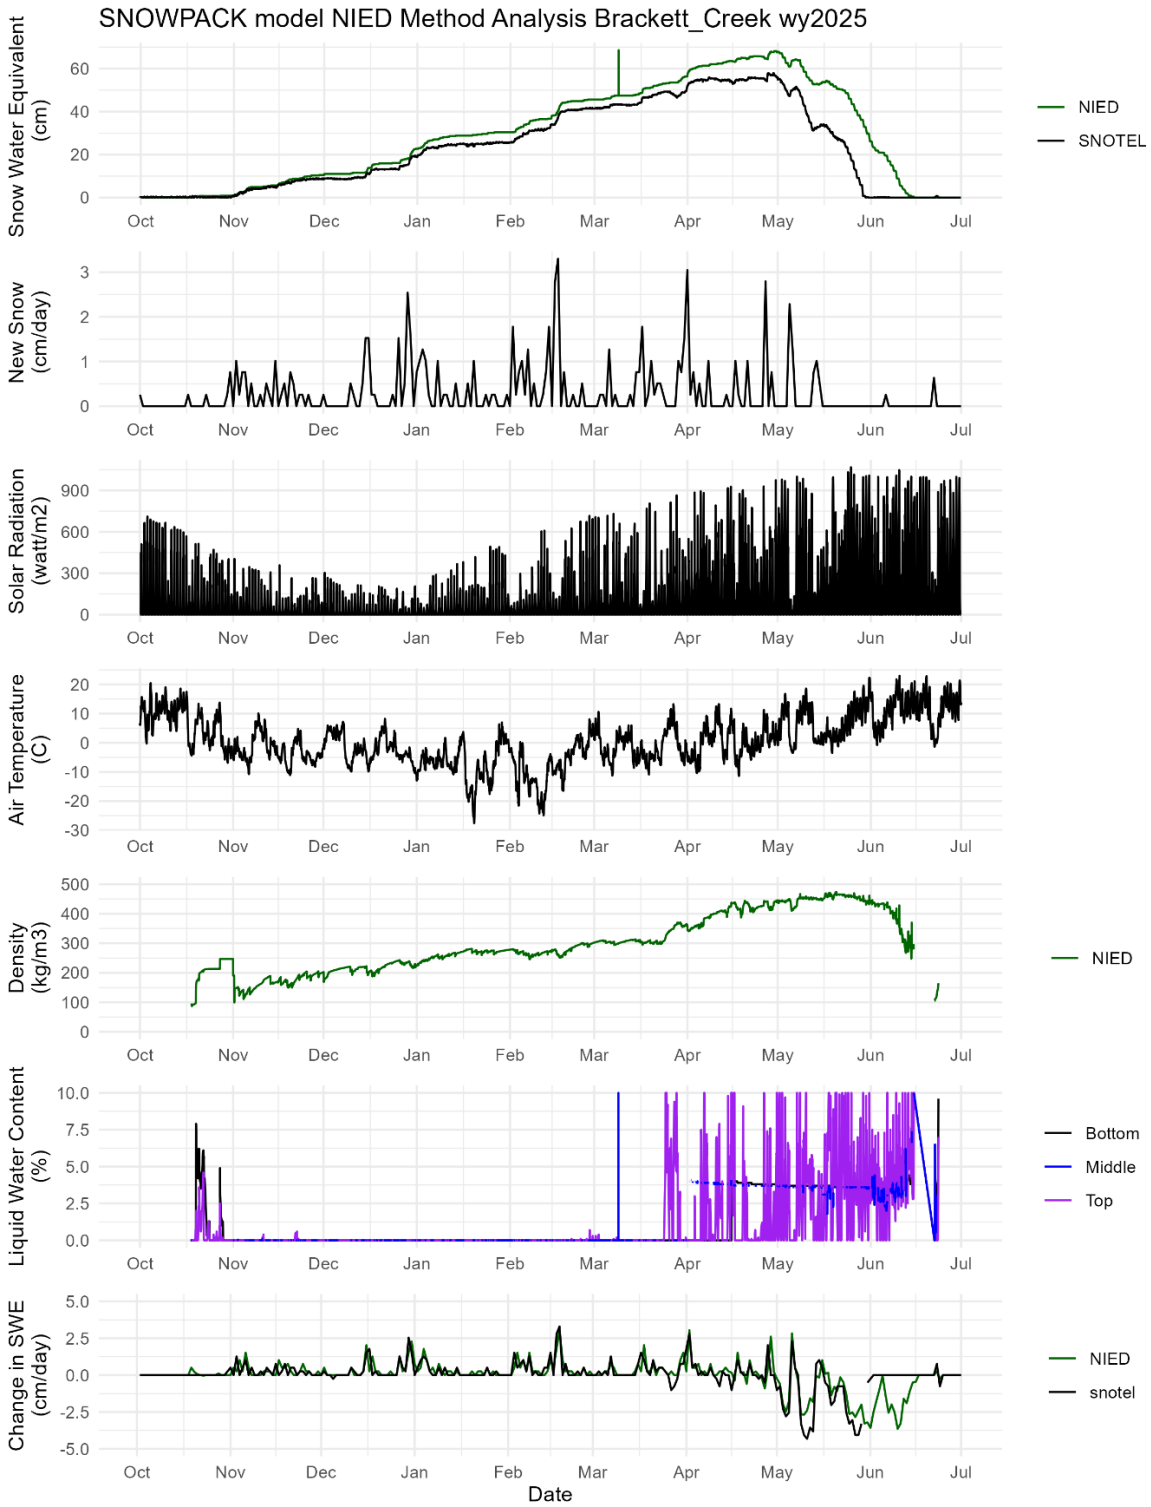 SNOWPACK model NIED Method Analysis Brackett_Creek wy2025
Snow Water Equivalent
(cm)
60
40
20
0
Oct Nov Dec Jan Feb Mar Apr May Jun Jul
NIED
SNOTEL
New Snow
(cm/day)
3
2
1
0
Oct Nov Dec Jan Feb Mar Apr May Jun Jul
Solar Radiation
(watt/m2)
900
600
300
0
Oct Nov Dec Jan Feb Mar Apr May Jun Jul
Air Temperature
(C)
20
10
0
-10
-20
-30
Oct Nov Dec Jan Feb Mar Apr May Jun Jul
Density
(kg/m3)
500
400
300
200
100
0
Oct Nov Dec Jan Feb Mar Apr May Jun Jul
NIED
Liquid Water Content
(%)
10.0
7.5
5.0
2.5
0.0
Oct Nov Dec Jan Feb Mar Apr May Jun Jul
Bottom
Middle
Top
Change in SWE
(cm/day)
5.0
2.5
0.0
-2.5
-5.0
Oct Nov Dec Jan Feb Mar Apr May Jun Jul
NIED
snotel
Date